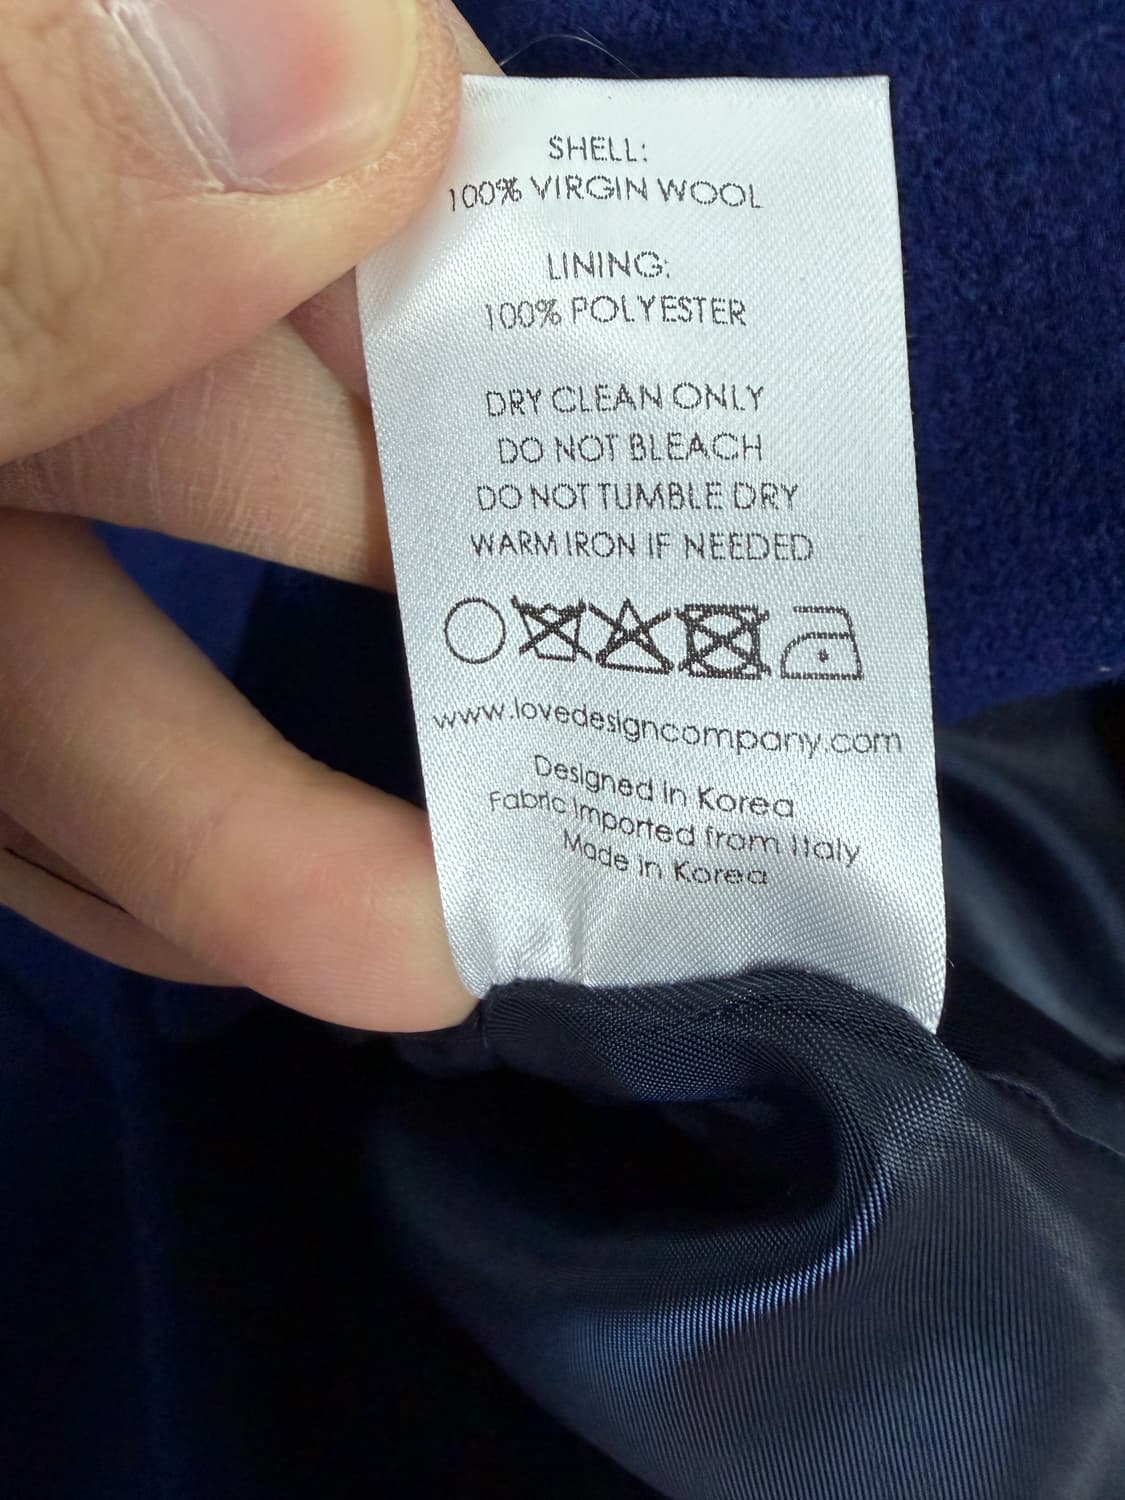 SHELL:
100% VIRGIN WOOL
LINING:
100% POLYESTER
DRY CLEAN ONLY
DO NOT BLEACH
DO NOT TUMBLE DRY
WARM IRON IF NEEDED
www.lovedesigncompany.com
Designed in Korea
Fabric Imported from Italy
Made in Korea